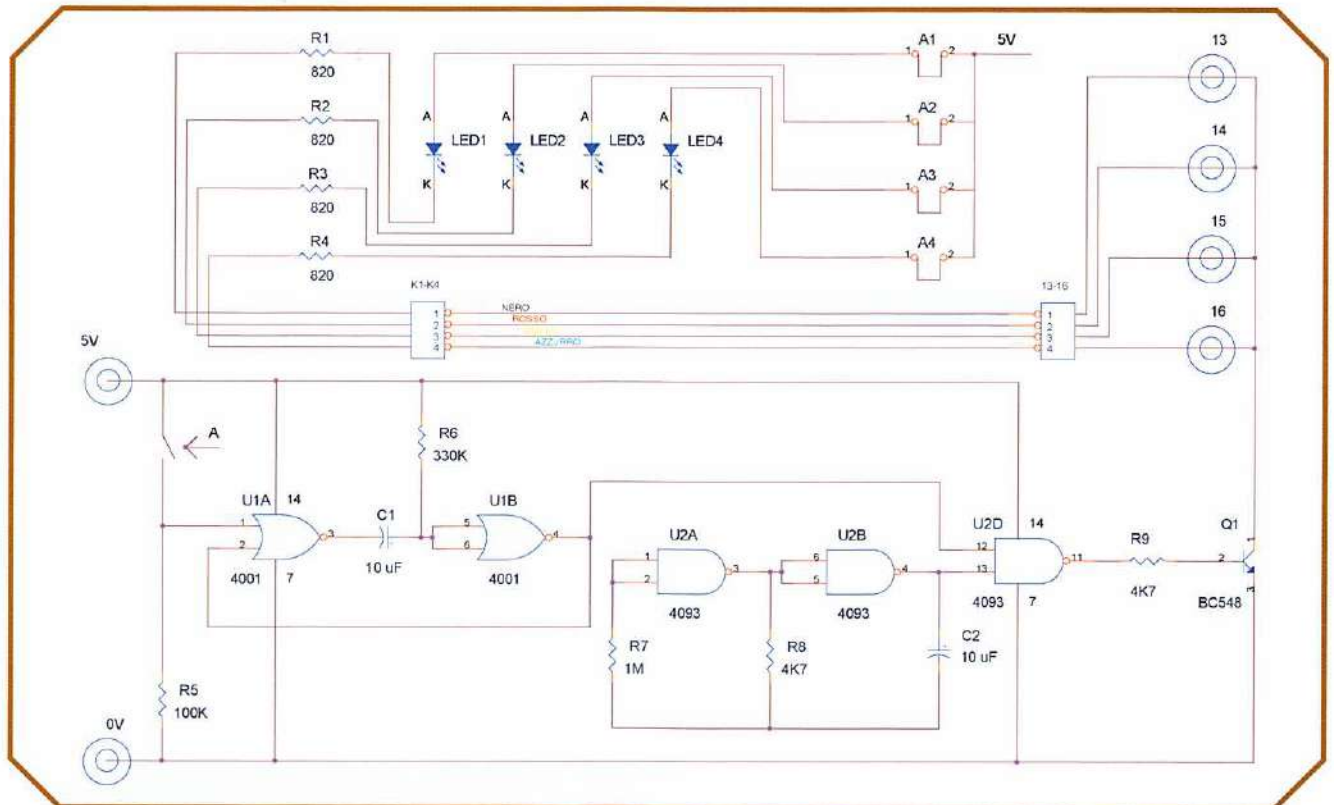 R1
820
R2
820
R3
820
R4
820
A
LED1
K
A
LED2
K
A
LED3
K
A
LED4
K
A1
1 2
A2
1 2
A3
1 2
A4
1 2
5V
13
14
15
16
K1-K4
1
2
3
4
NERO
ROSSO
AZZURRO
13-16
1
2
3
4
5V
A
R6
330K
U1A
14
1
2
3
4001
7
C1
10 uF
U1B
5
6
4
4001
U2A
1
2
3
4093
U2B
6
5
4
4093
U2D
14
12
13
11
4093
7
R9
4K7
Q1
1
2
3
BC548
R7
1M
R8
4K7
C2
10 uF
R5
100K
0V